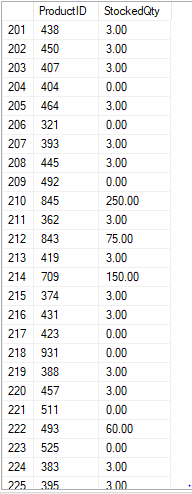 ProductID StockedQty
201 438 3.00
202 450 3.00
203 407 3.00
204 404 0.00
205 464 3.00
206 321 0.00
207 393 3.00
208 445 3.00
209 492 0.00
210 845 250.00
211 362 3.00
212 843 75.00
213 419 3.00
214 709 150.00
215 374 3.00
216 431 3.00
217 423 0.00
218 931 0.00
219 388 3.00
220 457 3.00
221 511 0.00
222 493 60.00
223 525 0.00
224 383 3.00
225 395 3.00